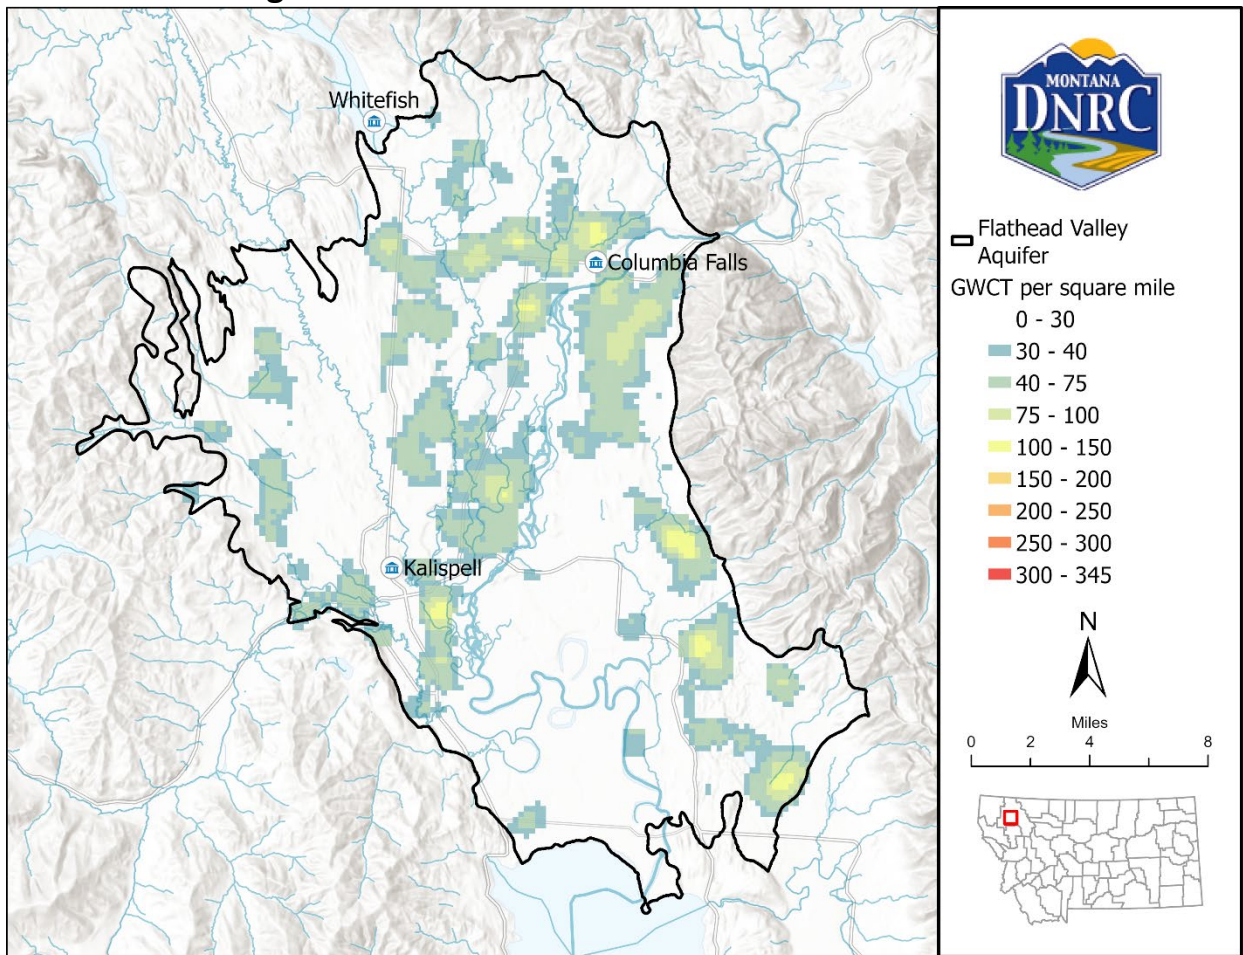 Whitefish
Columbia Falls
Kalispell
MONTANA
DNRC
Flathead Valley
Aquifer
GWCT per square mile
0 - 30
30 - 40
40 - 75
75 - 100
100 - 150
150 - 200
200 - 250
250 - 300
300 - 345
N
Miles
0 2 4 8